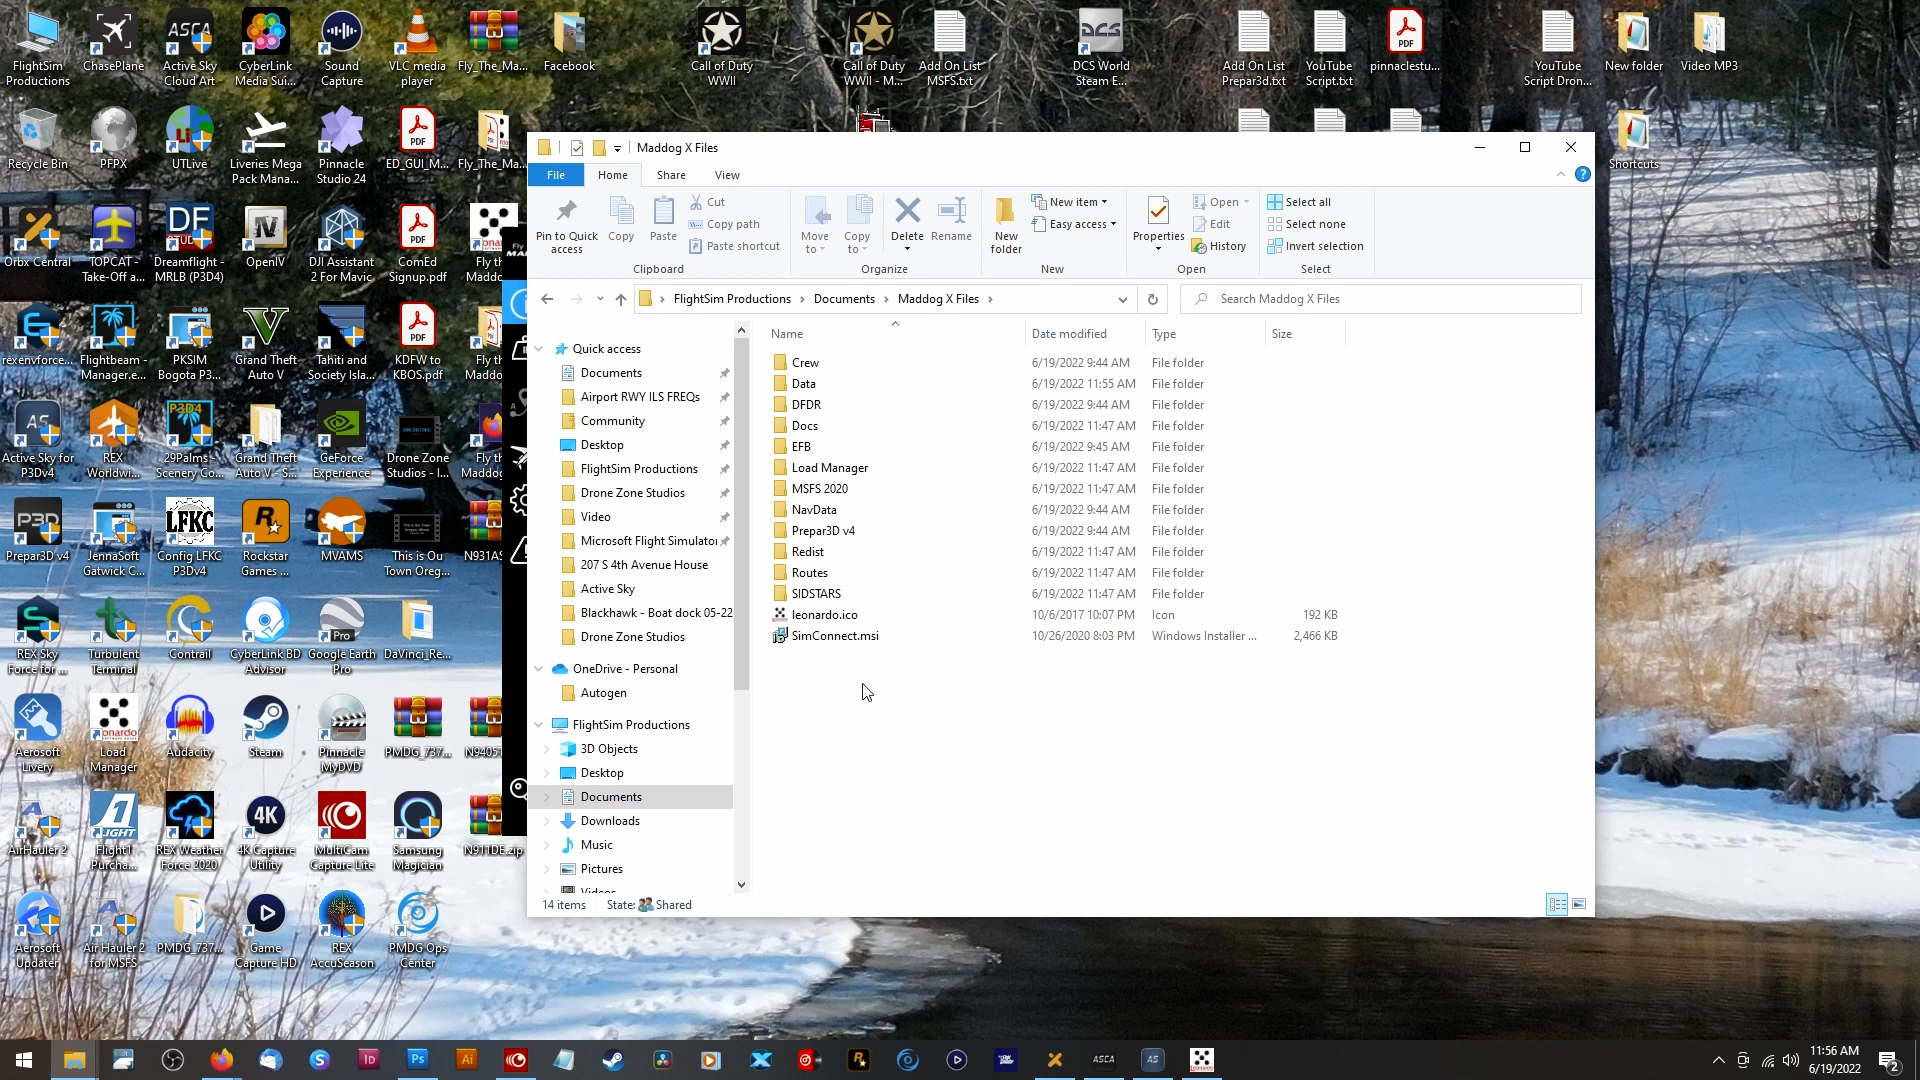 FlightSim
Productions
ChasePlane
Active Sky
Cloud Art
CyberLink
Media Sui...
Sound
Capture
VLC media
player
Fly_The_Ma...
Facebook
Call of Duty
WWII
Call of Duty
WWII - M...
Add On List
MSFS.txt
DCS World
Steam E...
Add On List
Prepar3d.txt
YouTube
Script.txt
pinnaclestu...
YouTube
Script Dron...
New folder
Video MP3
Recycle Bin
PFPX
UTLive
Liveries Mega
Pack Mana...
Pinnacle
Studio 24
ED_GUI_M...
Fly_The_Ma...
Shortcuts
Orbx Central
TOPCAT -
Take-Off a...
Dreamflight -
MRLB (P3D4)
OpenIV
DJI Assistant
2 For Mavic
ComEd
Signup.pdf
Fly th
Maddo
rexenvforce...
Flightbeam -
Manager.e...
PKSIM
Bogota P3...
Grand Theft
Auto V
Tahiti and
Society Isla...
KDFW to
KBOS.pdf
Fly th
Maddo
Active Sky for
P3Dv4
REX
Worldwi...
29Palms -
Scenery Co...
Grand Theft
Auto V - S...
GeForce
Experience
Drone Zone
Studios - I...
Fly th
Maddog
Prepar3D v4
JennaSoft
Gatwick C...
Config LFKC
P3Dv4
Rockstar
Games ...
MVAMS
This is Ou
Town Oreg...
N931AS
REX Sky
Force for ...
Turbulent
Terminal
Contrail
CyberLink BD
Advisor
Google Earth
Pro
DaVinci_Re...
Aerosoft
Livery
Load
Manager
Audacity
Steam
Pinnacle
MyDVD
PMDG_737...
N9405T
AirHauler 2
Flight1
Purcha...
REX Weather
Force 2020
4K Capture
Utility
MultiCam
Capture Lite
Samsung
Magician
N911DE.zip
Aerosoft
Updater
Air Hauler 2
for MSFS
PMDG_737...
Game
Capture HD
REX
AccuSeason
PMDG Ops
Center
Maddog X Files
File
Home
Share
View
Pin to Quick
access
Copy
Paste
Cut
Copy path
Paste shortcut
Clipboard
Move
to
Copy
to
Delete
Rename
Organize
New
folder
New item
Easy access
New
Properties
Open
Edit
History
Open
Select all
Select none
Invert selection
Select
FlightSim Productions > Documents > Maddog X Files >
Search Maddog X Files
Quick access
Documents
Airport RWY ILS FREQs
Community
Desktop
FlightSim Productions
Drone Zone Studios
Video
Microsoft Flight Simulator
207 S 4th Avenue House
Active Sky
Blackhawk - Boat dock 05-22
Drone Zone Studios
OneDrive - Personal
Autogen
FlightSim Productions
3D Objects
Desktop
Documents
Downloads
Music
Pictures
Videos
Name Date modified Type Size
Crew 6/19/2022 9:44 AM File folder
Data 6/19/2022 11:55 AM File folder
DFDR 6/19/2022 9:44 AM File folder
Docs 6/19/2022 11:47 AM File folder
EFB 6/19/2022 9:45 AM File folder
Load Manager 6/19/2022 11:47 AM File folder
MSFS 2020 6/19/2022 11:47 AM File folder
NavData 6/19/2022 9:44 AM File folder
Prepar3D v4 6/19/2022 9:44 AM File folder
Redist 6/19/2022 11:47 AM File folder
Routes 6/19/2022 11:47 AM File folder
SIDSTARS 6/19/2022 11:47 AM File folder
leonardo.ico 10/6/2017 10:07 PM Icon 192 KB
SimConnect.msi 10/26/2020 8:03 PM Windows Installer ... 2,466 KB
14 items State: Shared
11:56 AM
6/19/2022
2